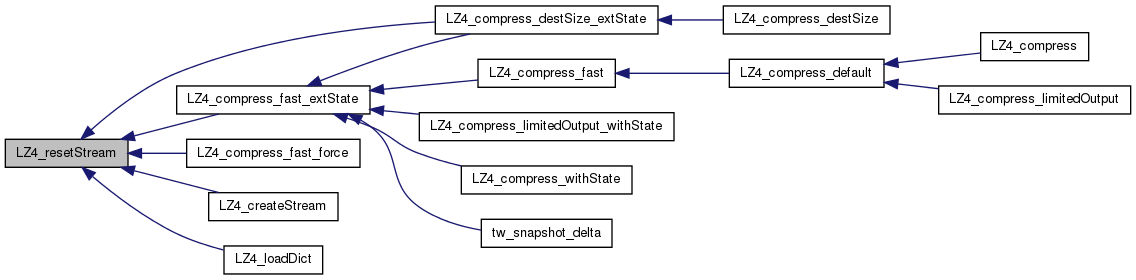 LZ4_compress_destSize_extState
LZ4_compress_destSize
LZ4_compress
LZ4_compress_fast
LZ4_compress_default
LZ4_compress_fast_extState
LZ4_compress_limitedOutput
LZ4_compress_limitedOutput_withState
LZ4_resetStream
LZ4_compress_fast_force
LZ4_compress_withState
LZ4_createStream
tw_snapshot_delta
LZ4_loadDict